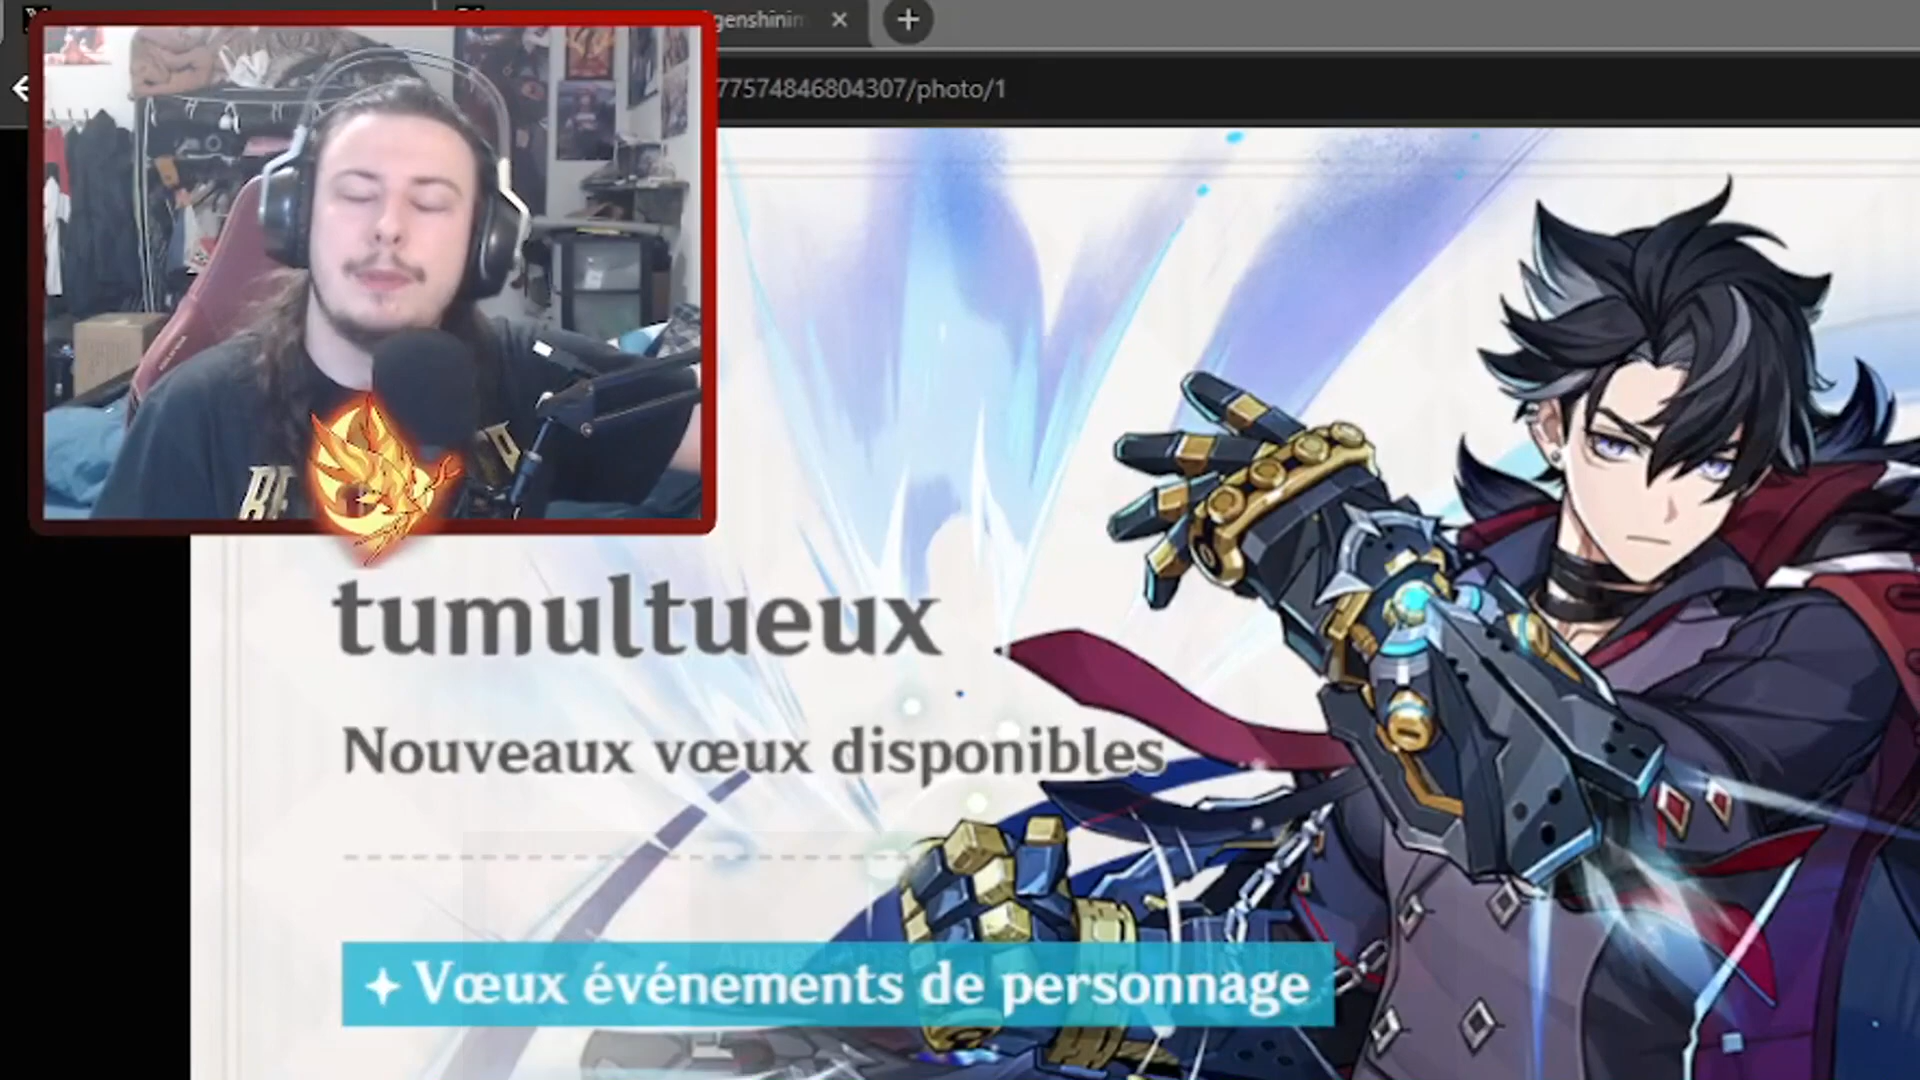 genshinin
77574846804307/photo/1
tumultueux
Nouveaux vœux disponibles
Vœux événements de personnage